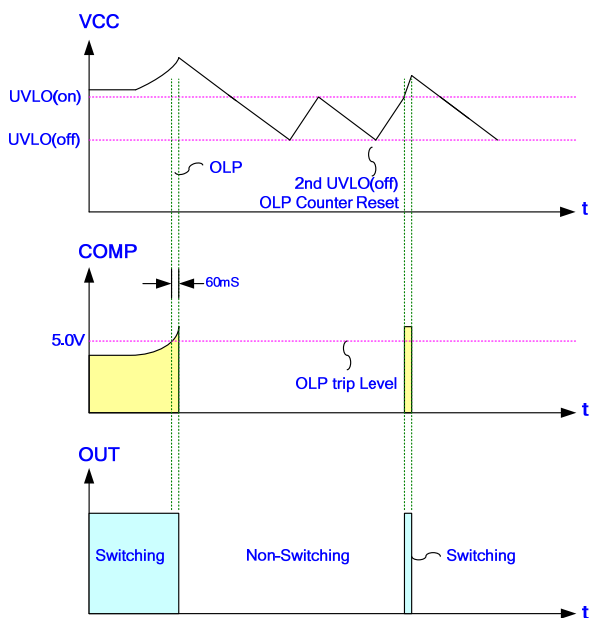 VCC
UVLO(on)
UVLO(off)
OLP
2nd UVLO(off)
OLP Counter Reset
t
COMP
60mS
5.0V
OLP trip Level
t
OUT
Switching
Non-Switching
Switching
t